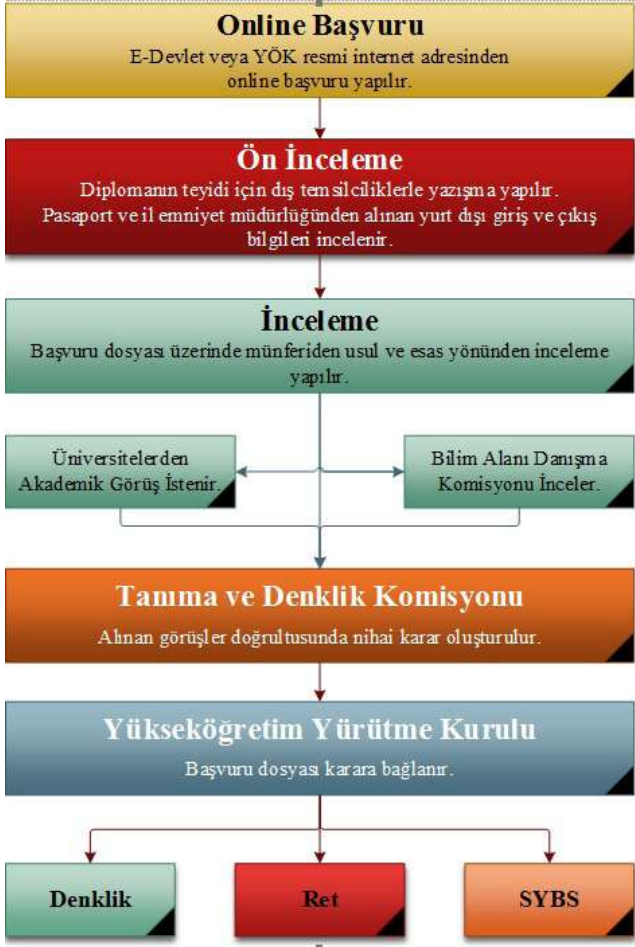 Online Başvuru
E-Devlet veya YÖK resmi internet adresinden
online başvuru yapılır.
Ön İnceleme
Diplomanın teyidi için dış temsilciliklerle yazışma yapılır.
Pasaport ve il emniyet müdürlüğünden alınan yurt dışı giriş ve çıkış
bilgileri incelenir.
İnceleme
Başvuru dosyası üzerinde münferiden usul ve esas yönünden inceleme
yapılır.
Üniversitelerden
Akademik Görüş İstenir.
Bilim Alanı Danışma
Komisyonu İnceler.
Tanıma ve Denklik Komisyonu
Alınan görüşler doğrultusunda nihai karar oluşturulur.
Yükseköğretim Yürütme Kurulu
Başvuru dosyası karara bağlanır.
Denklik
Ret
SYBS